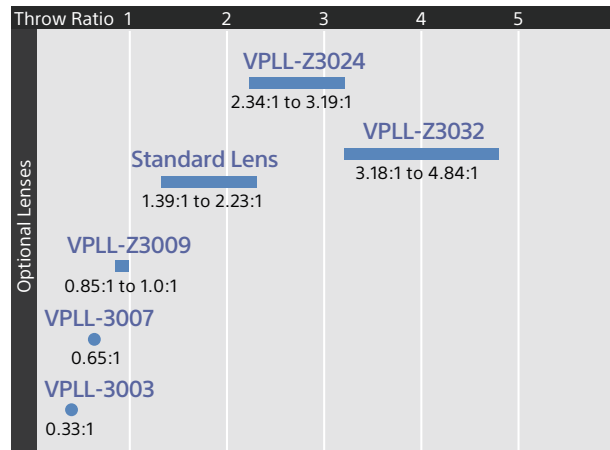 Throw Ratio 1 2 3 4 5
Optional Lenses
VPLL-Z3024
2.34:1 to 3.19:1
VPLL-Z3032
3.18:1 to 4.84:1
Standard Lens
1.39:1 to 2.23:1
VPLL-Z3009
0.85:1 to 1.0:1
VPLL-3007
0.65:1
VPLL-3003
0.33:1